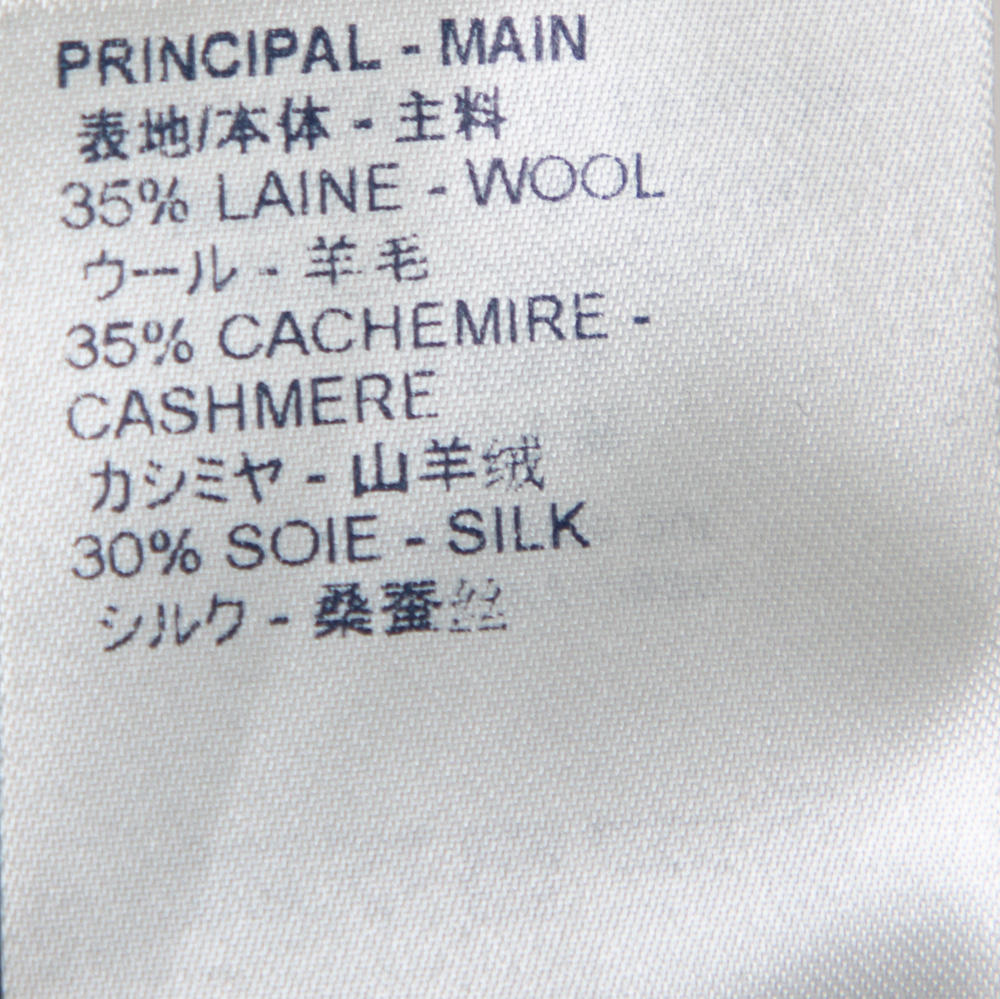 PRINCIPAL - MAIN
表地/本体 - 主料
35% LAINE - WOOL
ウール - 羊毛
35% CACHEMIRE -
CASHMERE
カシミヤ - 山羊绒
30% SOIE - SILK
シルク - 桑蚕丝